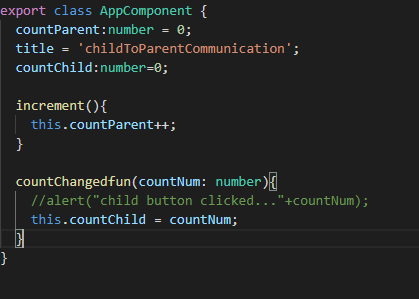 export class AppComponent {
countParent:number = 0;
title = 'childToParentCommunication';
countChild:number=0;
increment(){
this.countParent++;
}
countChangedfun(countNum: number){
//alert("child button clicked..."+countNum);
this.countChild = countNum;
}
}